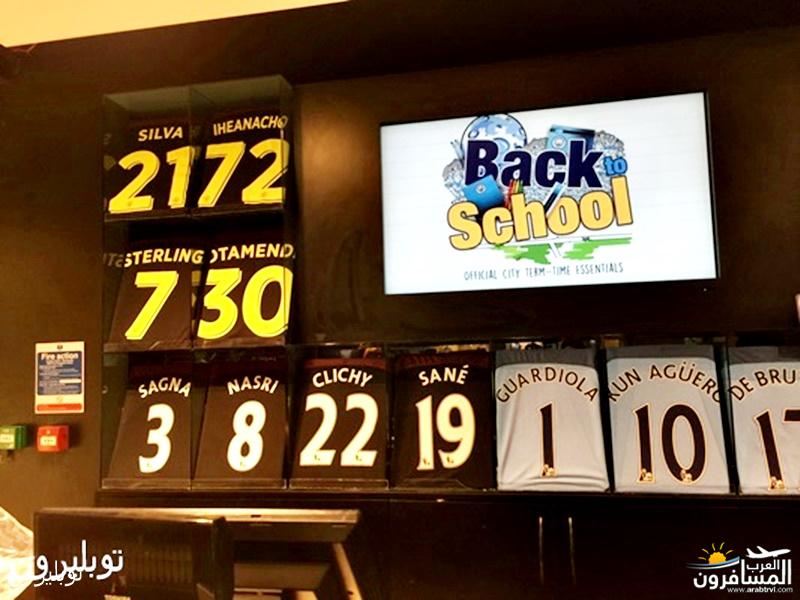 SILVA
21
IHEANACHO
72
STERLING
7
OTAMENDI
30
Back to
School
OFFICIAL CITY TERM-TIME ESSENTIALS
Fire action
SAGNA
3
NASRI
8
CLICHY
22
SANÉ
19
GUARDIOLA
1
KUN AGÜERO
10
DE BRU
17
توبليرون
توبليرون
العرب
المسافرون
www.arabtrvl.com